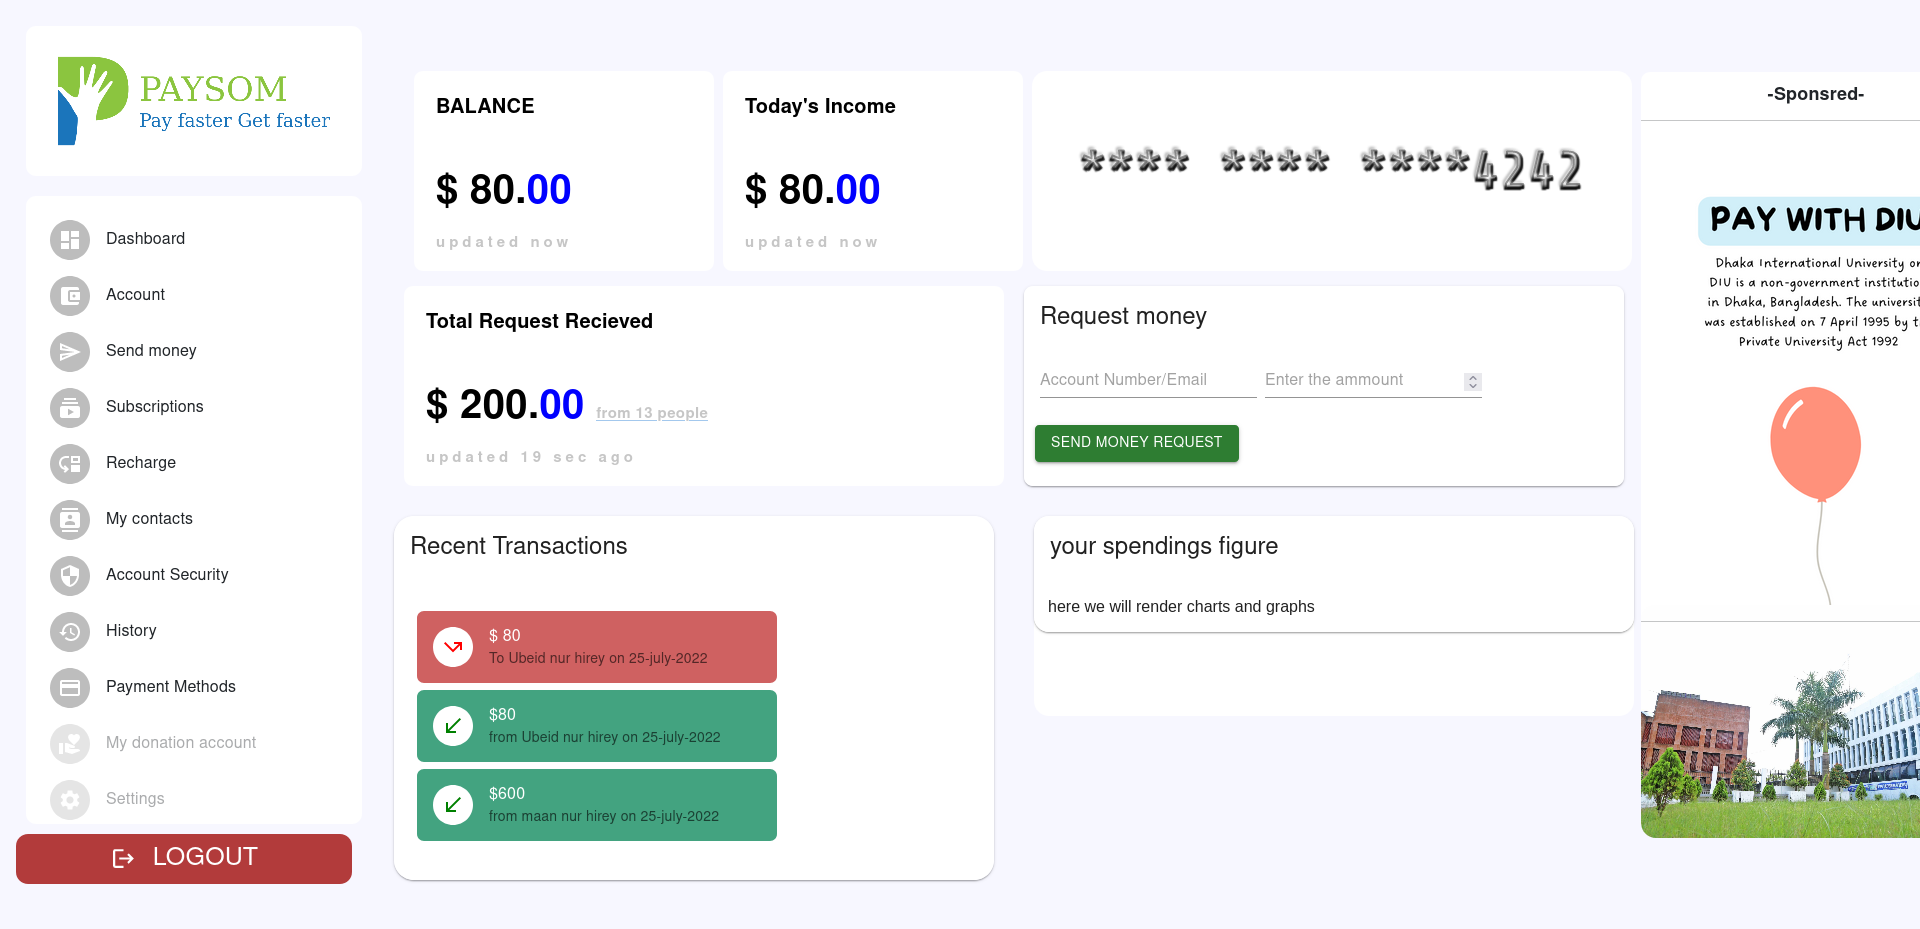 PAYSOM
Pay faster Get faster
Dashboard
Account
Send money
Subscriptions
Recharge
My contacts
Account Security
History
Payment Methods
My donation account
Settings
LOGOUT
BALANCE
$ 80.00
updated now
Today's Income
$ 80.00
updated now
**** **** ****4242
Total Request Recieved
$ 200.00 from 13 people
updated 19 sec ago
Request money
Account Number/Email
Enter the ammount
SEND MONEY REQUEST
Recent Transactions
$ 80
To Ubeid nur hirey on 25-july-2022
$80
from Ubeid nur hirey on 25-july-2022
$600
from maan nur hirey on 25-july-2022
your spendings figure
here we will render charts and graphs
-Sponsred-
PAY WITH DIU
Dhaka International University or
DIU is a non-government institutio
in Dhaka, Bangladesh. The universit
was established on 7 April 1995 by t
Private University Act 1992